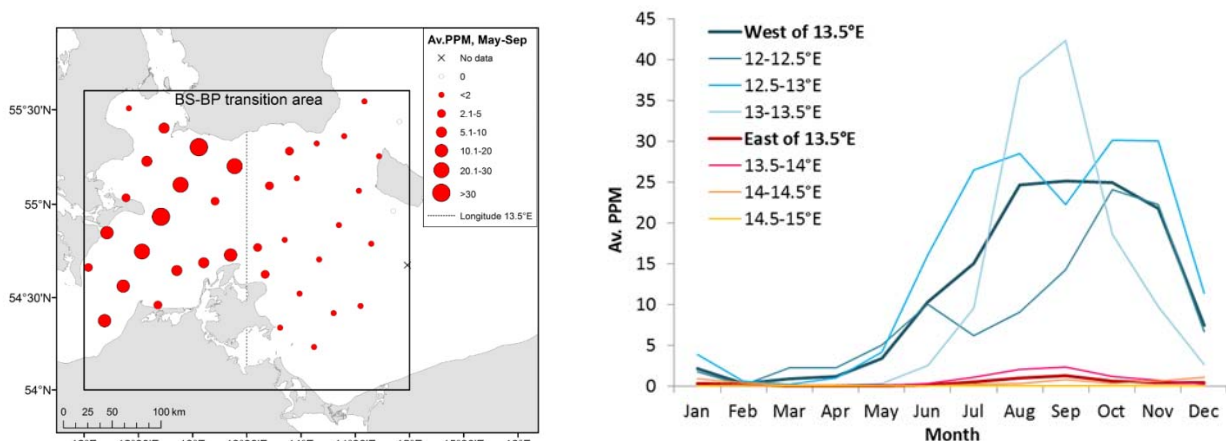 Av.PPM, May-Sep
No data
0
<2
2.1-5
5.1-10
10.1-20
20.1-30
>30
Longitude 13.5°E
BS-BP transition area
55°30'N
55°N
54°30'N
54°N
0 25 50 100 km
Av. PPM
45
40
35
30
25
20
15
10
5
0
West of 13.5°E
12-12.5°E
12.5-13°E
13-13.5°E
East of 13.5°E
13.5-14°E
14-14.5°E
14.5-15°E
Jan Feb Mar Apr May Jun Jul Aug Sep Oct Nov Dec
Month